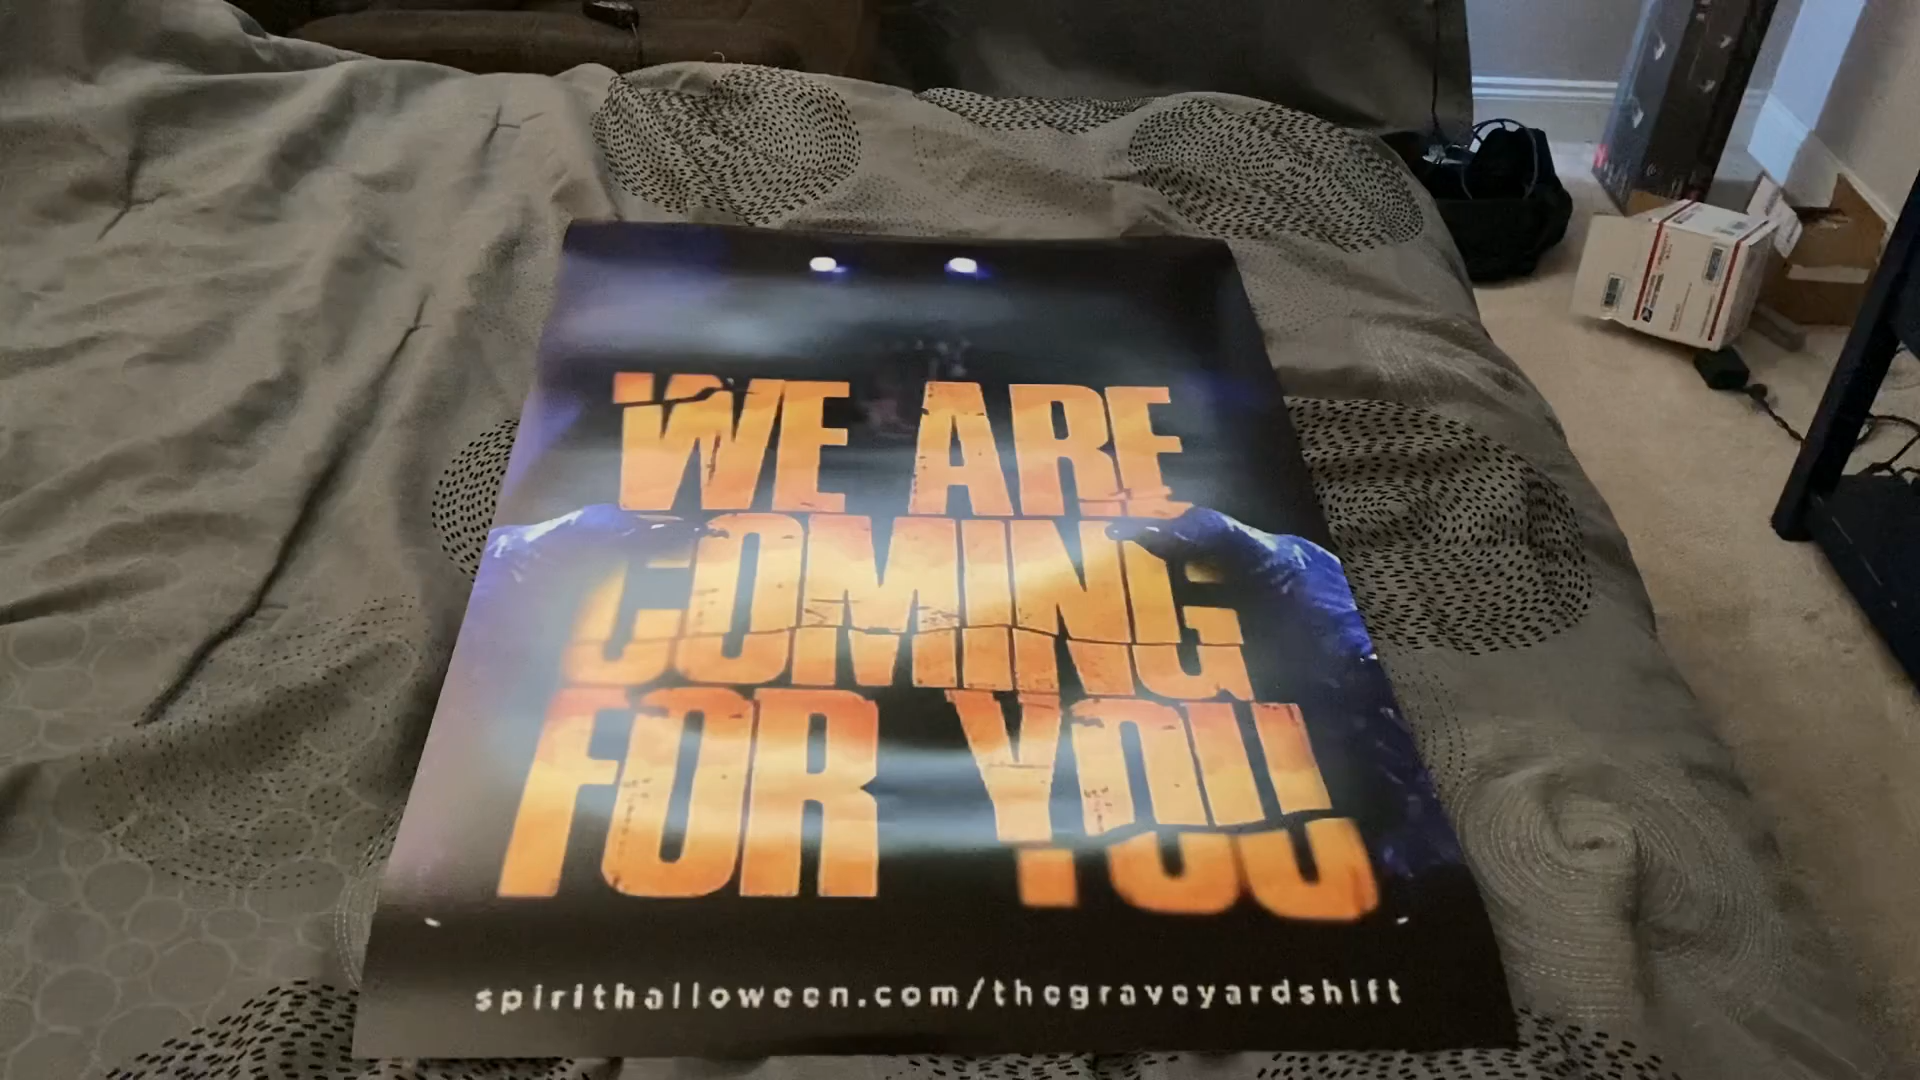 WE ARE
COMING
FOR YOU
spirithalloween.com/thegraveyardshift